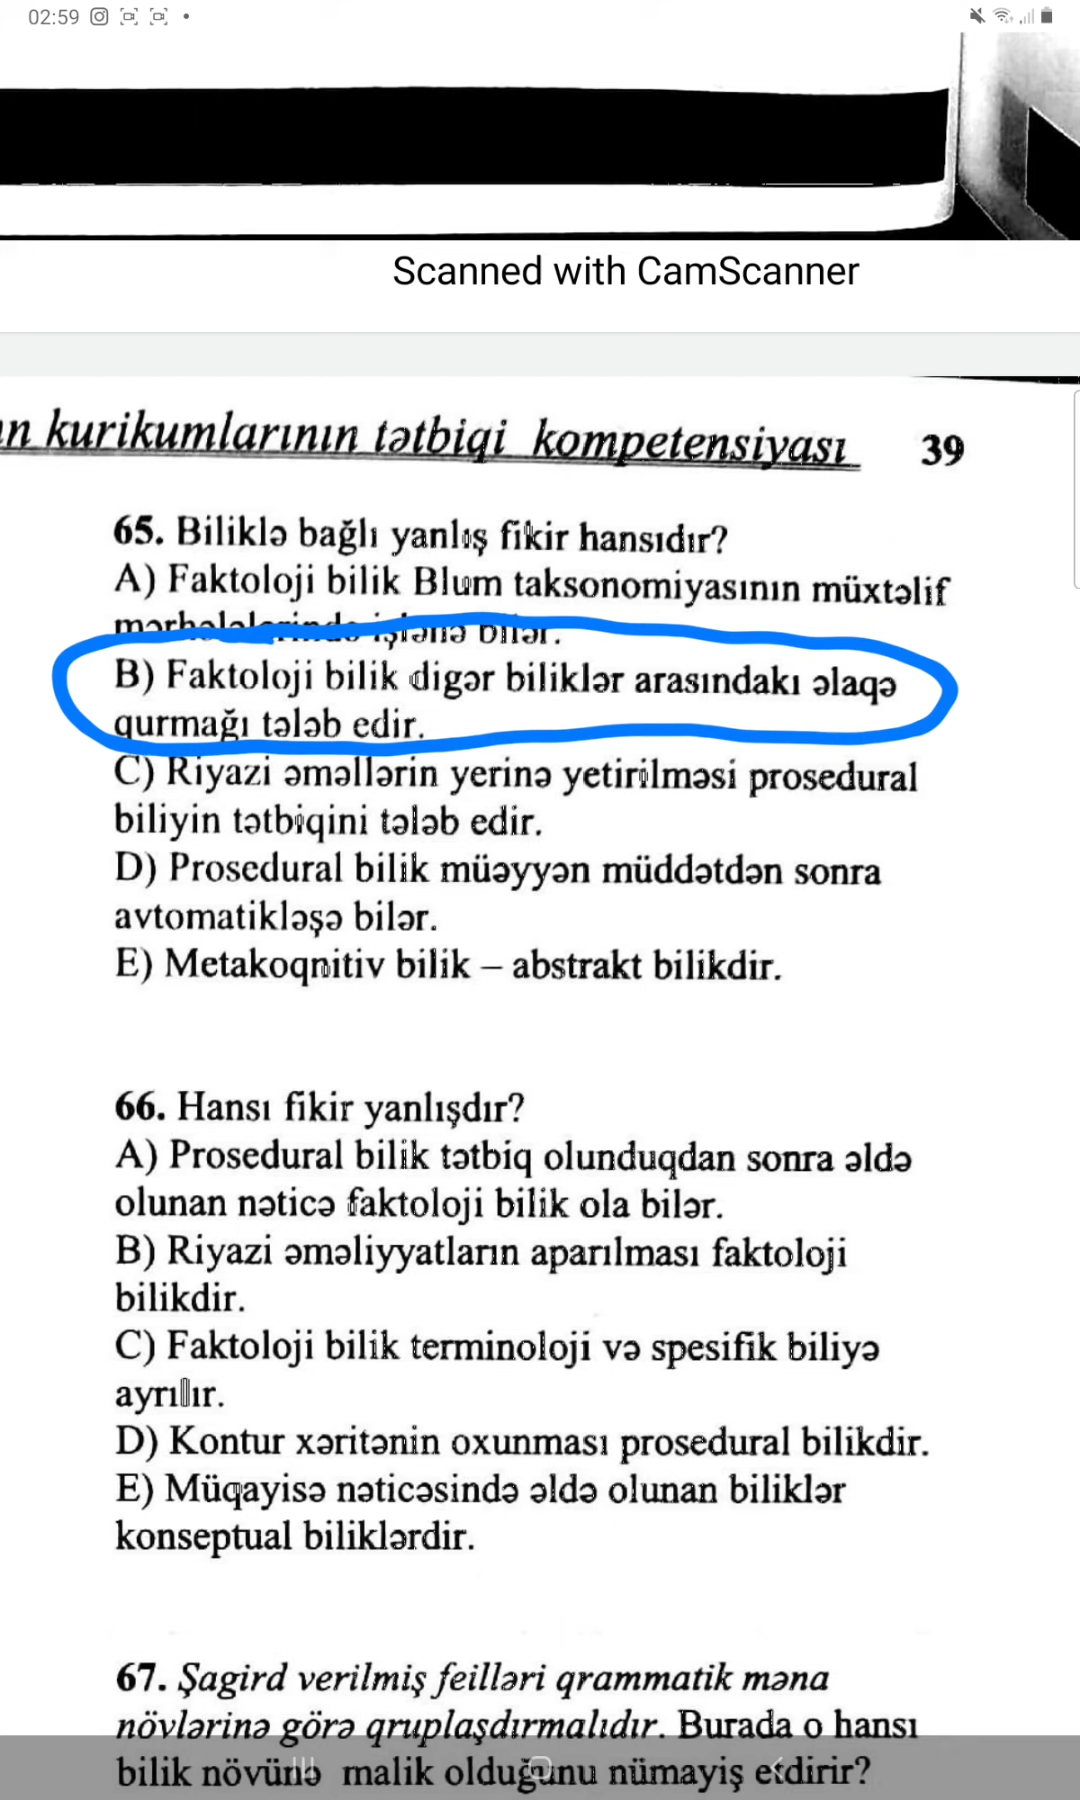 02:59
Scanned with CamScanner
n kurikumlarının tətbiqi kompetensiyası 39
65. Biliklə bağlı yanlış fikir hansıdır?
A) Faktoloji bilik Blum taksonomiyasının müxtəlif
mərhələlərində işlənə bilər.
B) Faktoloji bilik digər biliklər arasındakı əlaqə
qurmağı tələb edir.
C) Riyazi əməllərin yerinə yetirilməsi prosedural
biliyin tətbiqini tələb edir.
D) Prosedural bilik müəyyən müddətdən sonra
avtomatikləşə bilər.
E) Metakoqnitiv bilik – abstrakt bilikdir.
66. Hansı fikir yanlışdır?
A) Prosedural bilik tətbiq olunduqdan sonra əldə
olunan nəticə faktoloji bilik ola bilər.
B) Riyazi əməliyyatların aparılması faktoloji
bilikdir.
C) Faktoloji bilik terminoloji və spesifik biliyə
ayrılır.
D) Kontur xəritənin oxunması prosedural bilikdir.
E) Müqayisə nəticəsində əldə olunan biliklər
konseptual biliklərdir.
67. Şagird verilmiş feilləri qrammatik məna
növlərinə görə qruplaşdırmalıdır. Burada o hansı
bilik növünə malik olduğunu nümayiş etdirir?